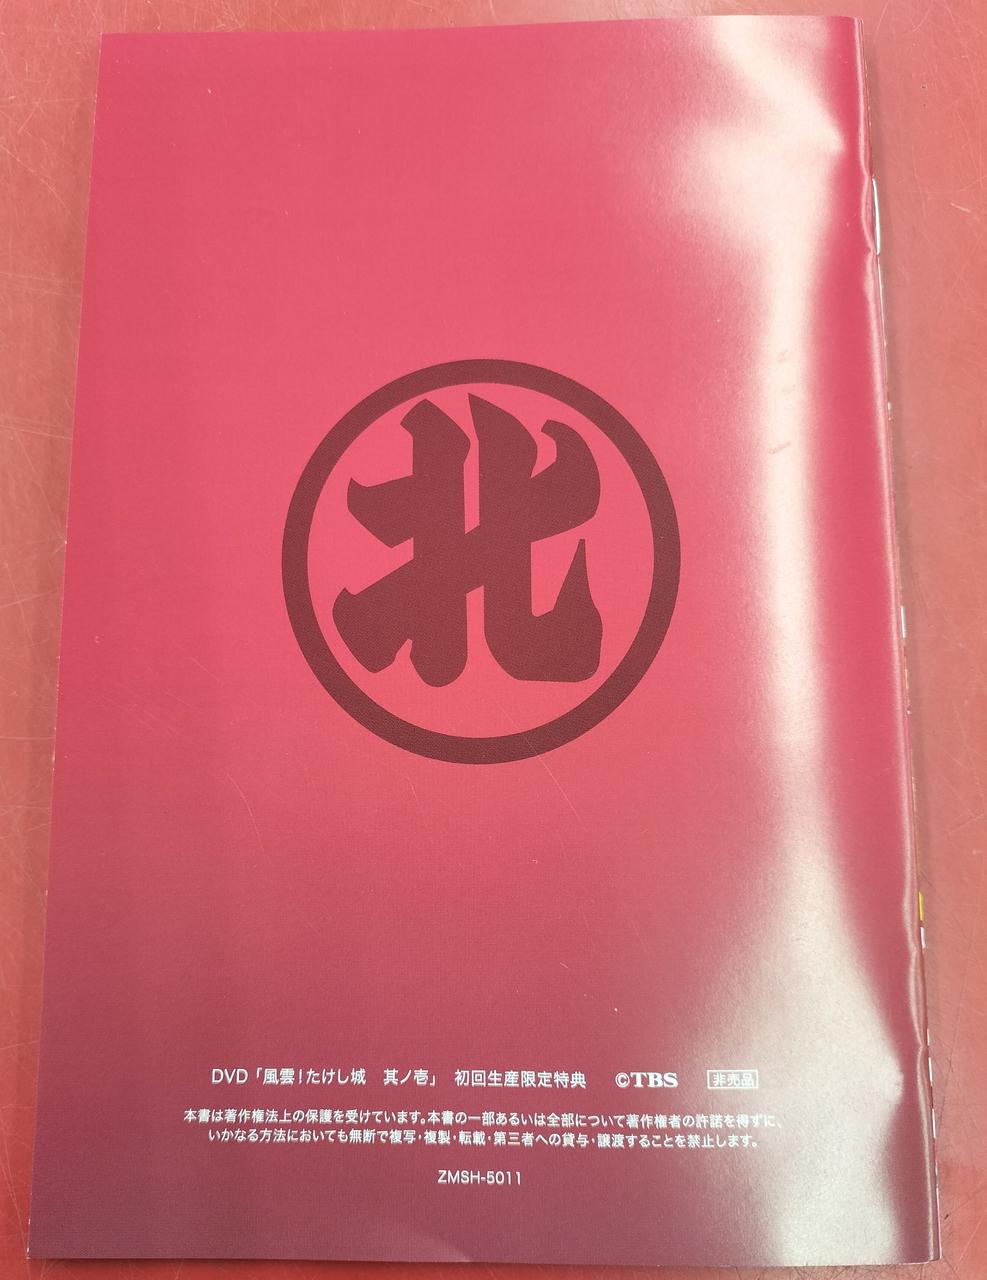 北
DVD「風雲!たけし城　其ノ壱」 初回生産限定特典　©TBS　非売品
本書は著作権法上の保護を受けています。本書の一部あるいは全部について著作権者の許諾を得ずに、
いかなる方法においても無断で複写・複製・転載・第三者への貸与・譲渡することを禁止します。
ZMSH-5011